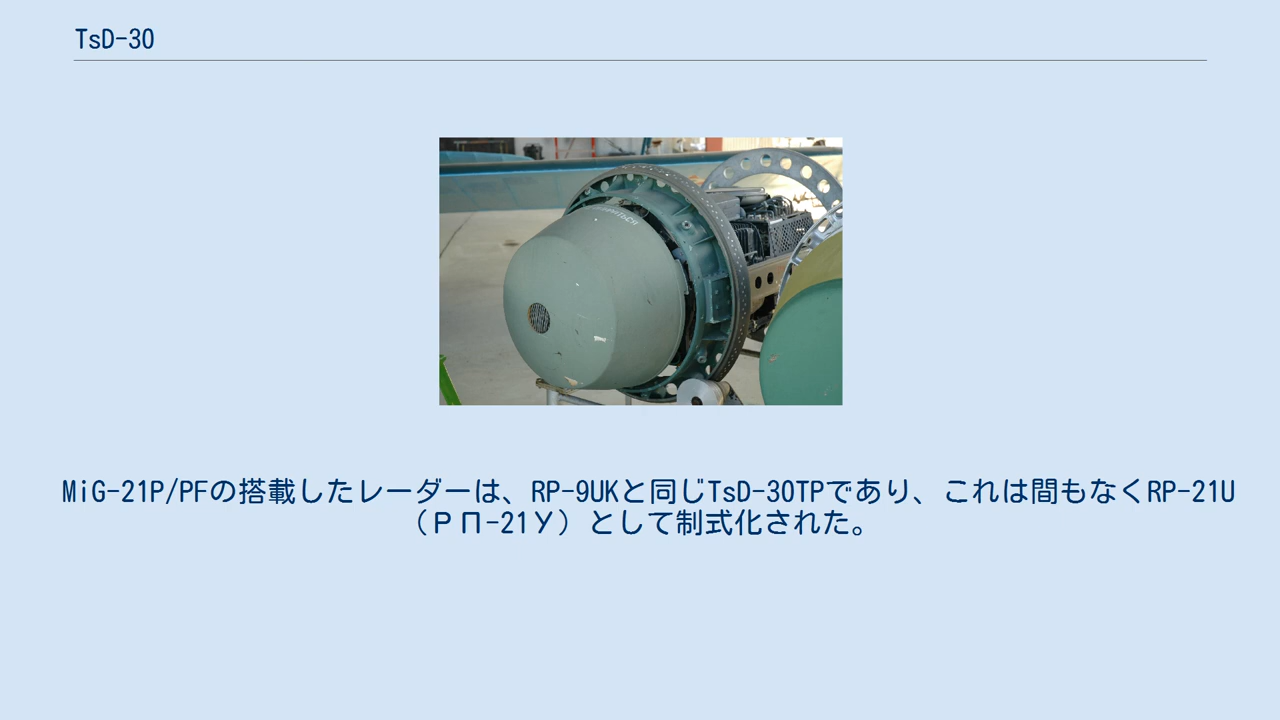 TsD-30
MiG-21P/PFの搭載したレーダーは、RP-9UKと同じTsD-30TPであり、これは間もなくRP-21U
（РП-21У）として制式化された。